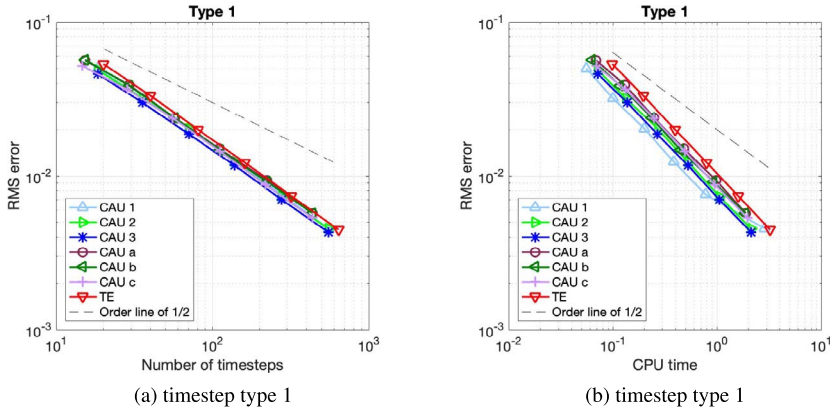 Type 1
10^-1
10^-2
10^-3
RMS error
CAU 1
CAU 2
CAU 3
CAU a
CAU b
CAU c
TE
Order line of 1/2
10^1
10^2
10^3
Number of timesteps
(a) timestep type 1
Type 1
10^-1
10^-2
10^-3
RMS error
CAU 1
CAU 2
CAU 3
CAU a
CAU b
CAU c
TE
Order line of 1/2
10^-2
10^-1
10^0
10^1
CPU time
(b) timestep type 1